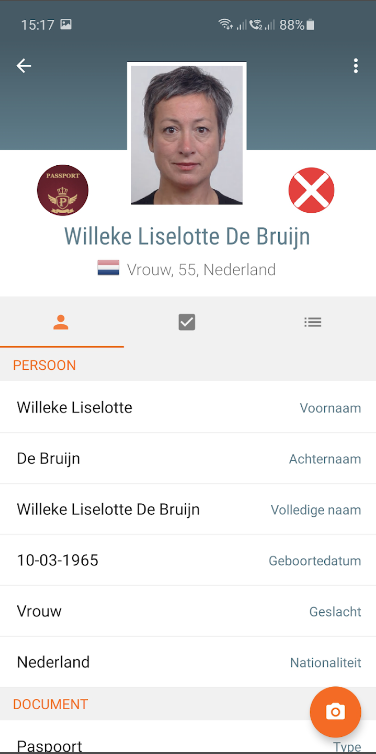 15:17 88%
PASSPORT
P
Willeke Liselotte De Bruijn
Vrouw, 55, Nederland
PERSOON
Willeke Liselotte Voornaam
De Bruijn Achternaam
Willeke Liselotte De Bruijn Volledige naam
10-03-1965 Geboortedatum
Vrouw Geslacht
Nederland Nationaliteit
DOCUMENT
Paspoort Type